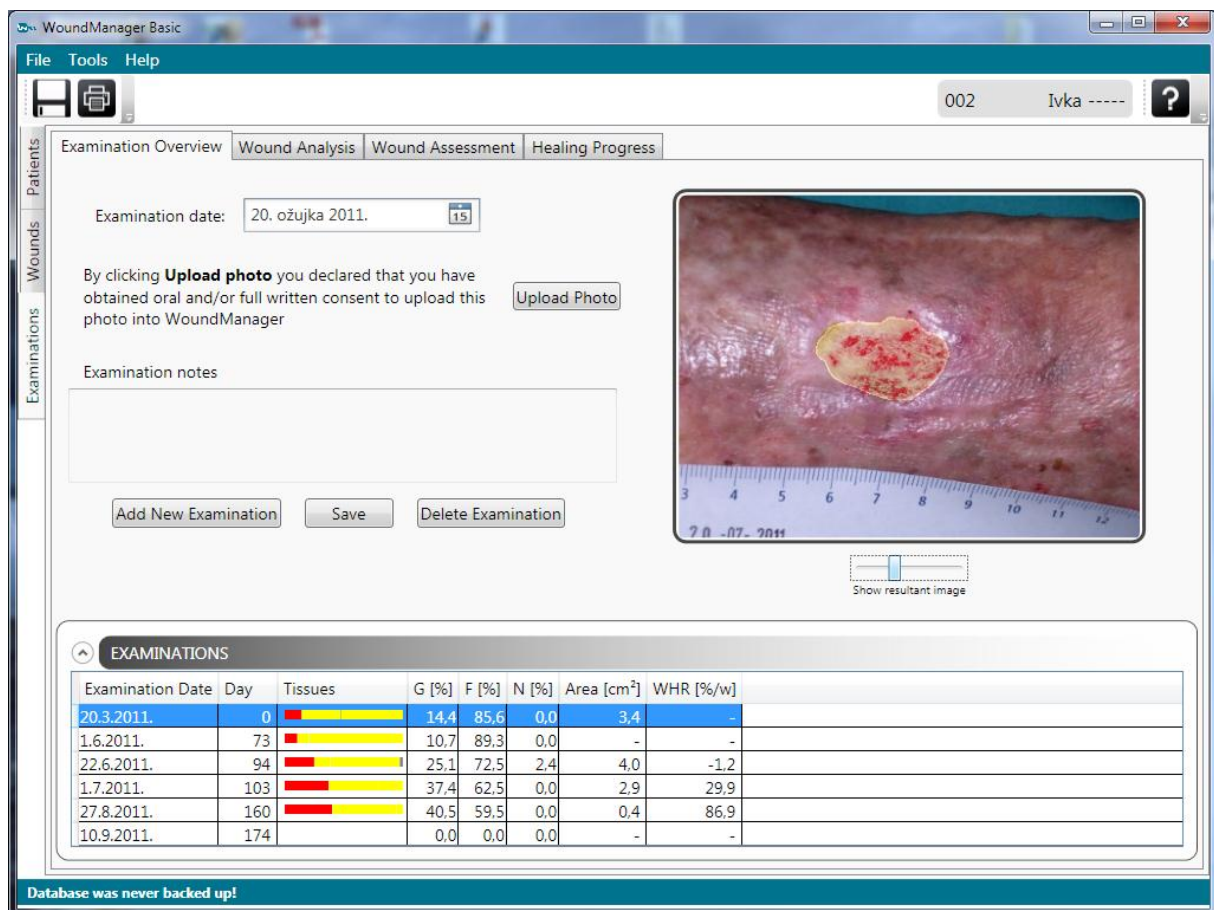 WoundManager Basic
File Tools Help
002 Ivka -----
?
Patients
Wounds
Examinations
Examination Overview Wound Analysis Wound Assessment Healing Progress
Examination date: 20. ožujka 2011. 15
By clicking Upload photo you declared that you have
obtained oral and/or full written consent to upload this
photo into WoundManager
Upload Photo
Examination notes
Add New Examination Save Delete Examination
3 4 5 6 7 8 9 10 11 12
20 -07- 2011
Show resultant image
EXAMINATIONS
Examination Date Day Tissues G [%] F [%] N [%] Area [cm²] WHR [%/w]
20.3.2011. 0 14,4 85,6 0,0 3,4 -
1.6.2011. 73 10,7 89,3 0,0 - -
22.6.2011. 94 25,1 72,5 2,4 4,0 -1,2
1.7.2011. 103 37,4 62,5 0,0 2,9 29,9
27.8.2011. 160 40,5 59,5 0,0 0,4 86,9
10.9.2011. 174 0,0 0,0 0,0 - -
Database was never backed up!